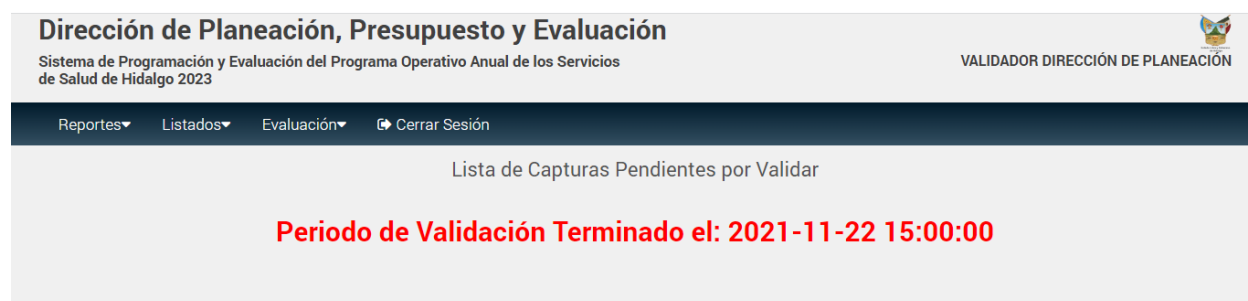 Dirección de Planeación, Presupuesto y Evaluación
Sistema de Programación y Evaluación del Programa Operativo Anual de los Servicios
de Salud de Hidalgo 2023
VALIDADOR DIRECCIÓN DE PLANEACIÓN
Reportes Listados Evaluación Cerrar Sesión
Lista de Capturas Pendientes por Validar
Periodo de Validación Terminado el: 2021-11-22 15:00:00